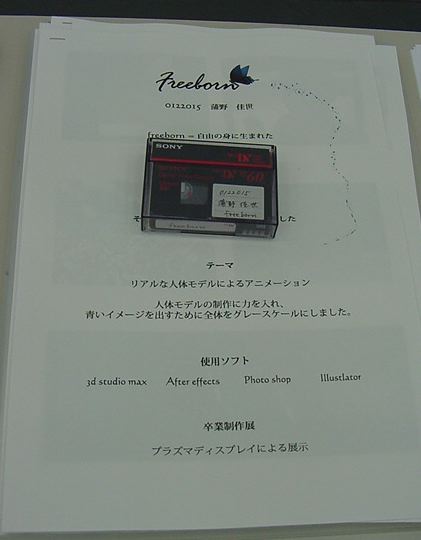 Freeborn
0122015 蒲野 佳世
freeborn = 自由の身に生まれた
SONY
DV
DV 60
0122015
蒲野 佳世
freeborn
freeborn
そ
した
テーマ
リアルな人体モデルによるアニメーション
人体モデルの制作に力を入れ、
青いイメージを出すために全体をグレースケールにしました。
使用ソフト
3d studio max After effects Photo shop Illustlator
卒業制作展
プラズマディスプレイによる展示